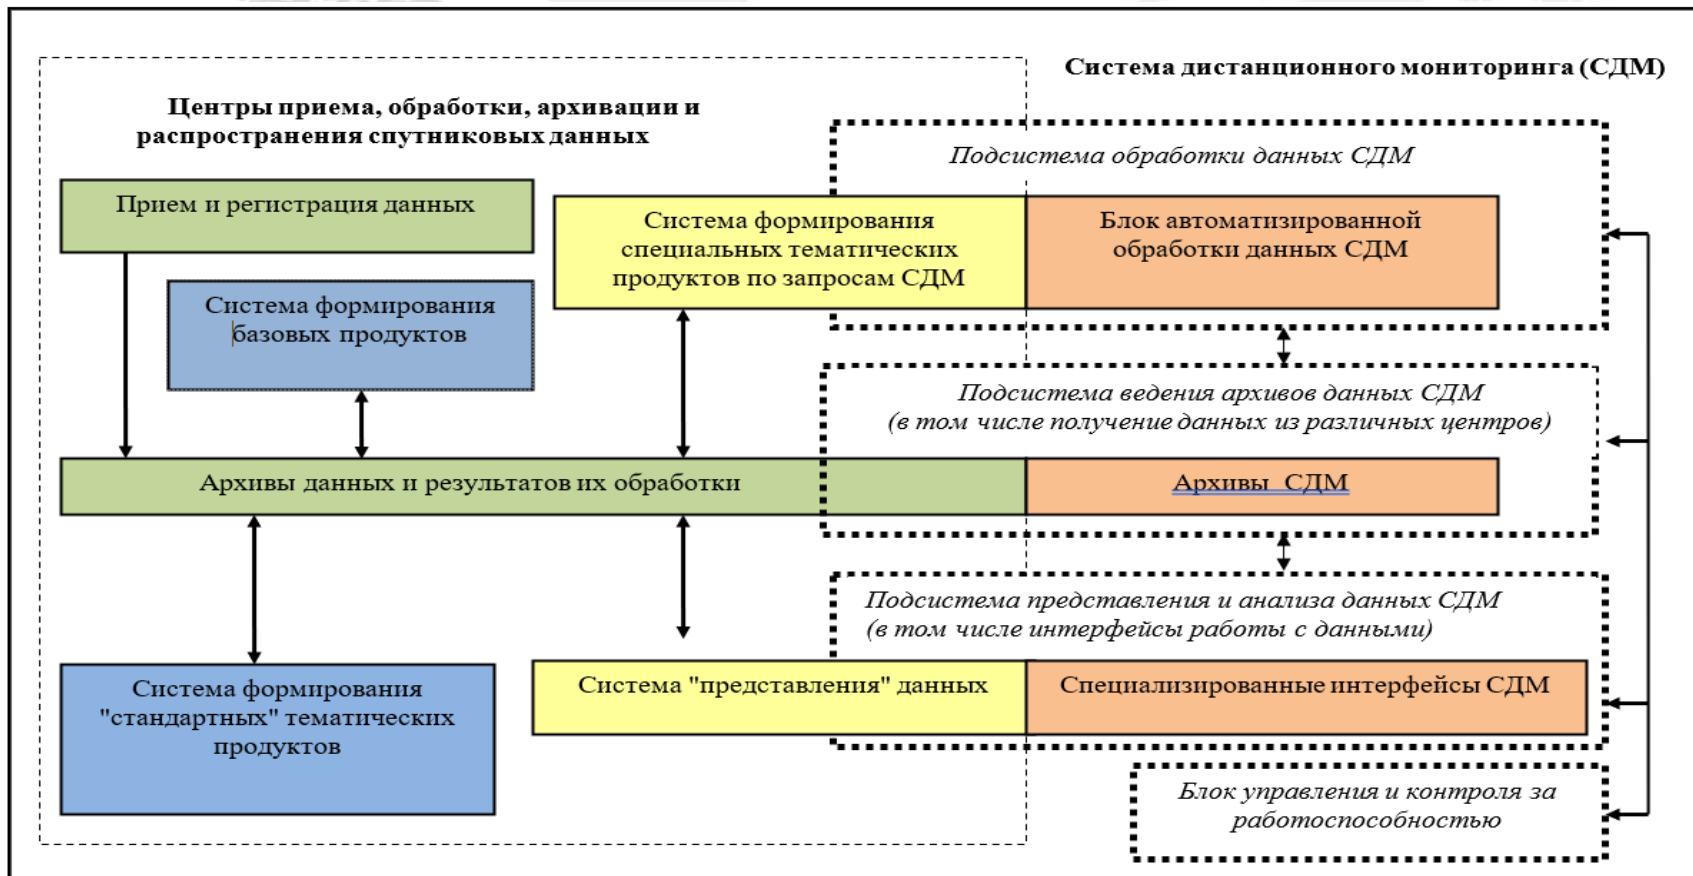 Система дистанционного мониторинга (СДМ)
Центры приема, обработки, архивации и
распространения спутниковых данных
Подсистема обработки данных СДМ
Прием и регистрация данных
Система формирования
специальных тематических
продуктов по запросам СДМ
Блок автоматизированной
обработки данных СДМ
Система формирования
базовых продуктов
Подсистема ведения архивов данных СДМ
(в том числе получение данных из различных центров)
Архивы данных и результатов их обработки
Архивы СДМ
Подсистема представления и анализа данных СДМ
(в том числе интерфейсы работы с данными)
Система формирования
"стандартных" тематических
продуктов
Система "представления" данных
Специализированные интерфейсы СДМ
Блок управления и контроля за
работоспособностью